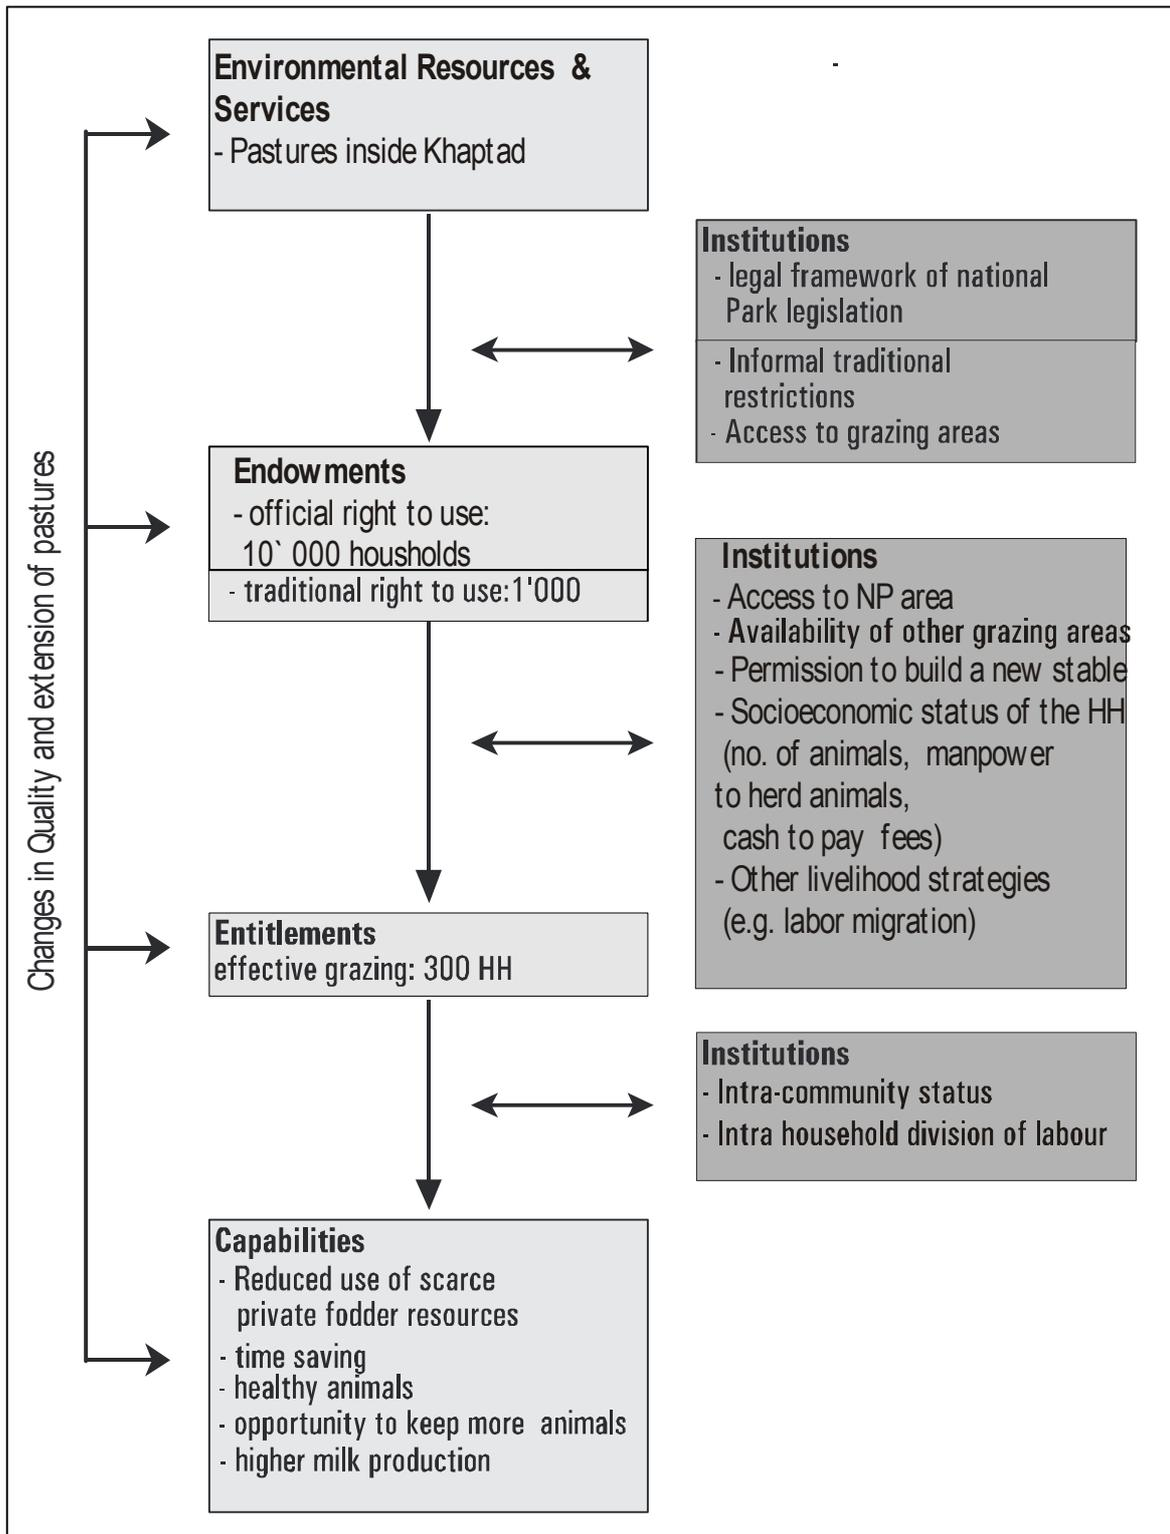 Environmental Resources &
Services
- Pastures inside Khaptad
-
Institutions
- legal framework of national
Park legislation
- Informal traditional
restrictions
- Access to grazing areas
Changes in Quality and extension of pastures
Endowments
- official right to use:
10` 000 housholds
- traditional right to use:1'000
Institutions
- Access to NP area
- Availability of other grazing areas
- Permission to build a new stable
- Socioeconomic status of the HH
(no. of animals, manpower
to herd animals,
cash to pay fees)
- Other livelihood strategies
(e.g. labor migration)
Entitlements
effective grazing: 300 HH
Institutions
- Intra-community status
- Intra household division of labour
Capabilities
- Reduced use of scarce
private fodder resources
- time saving
- healthy animals
- opportunity to keep more animals
- higher milk production